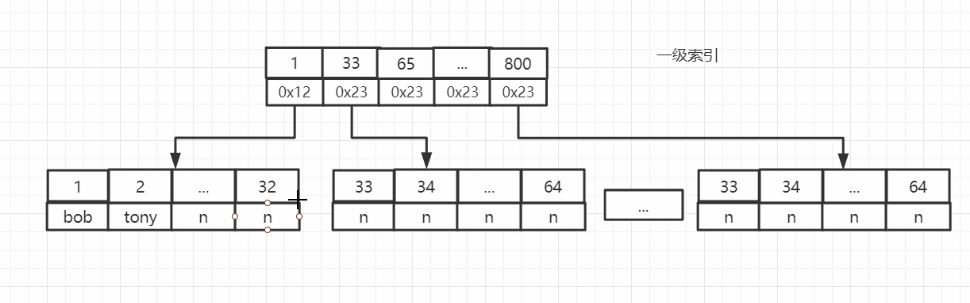 一级索引
1 33 65 ... 800
0x12 0x23 0x23 0x23 0x23
1 2 ... 32
bob tony n n
33 34 ... 64
n n n n
...
33 34 ... 64
n n n n